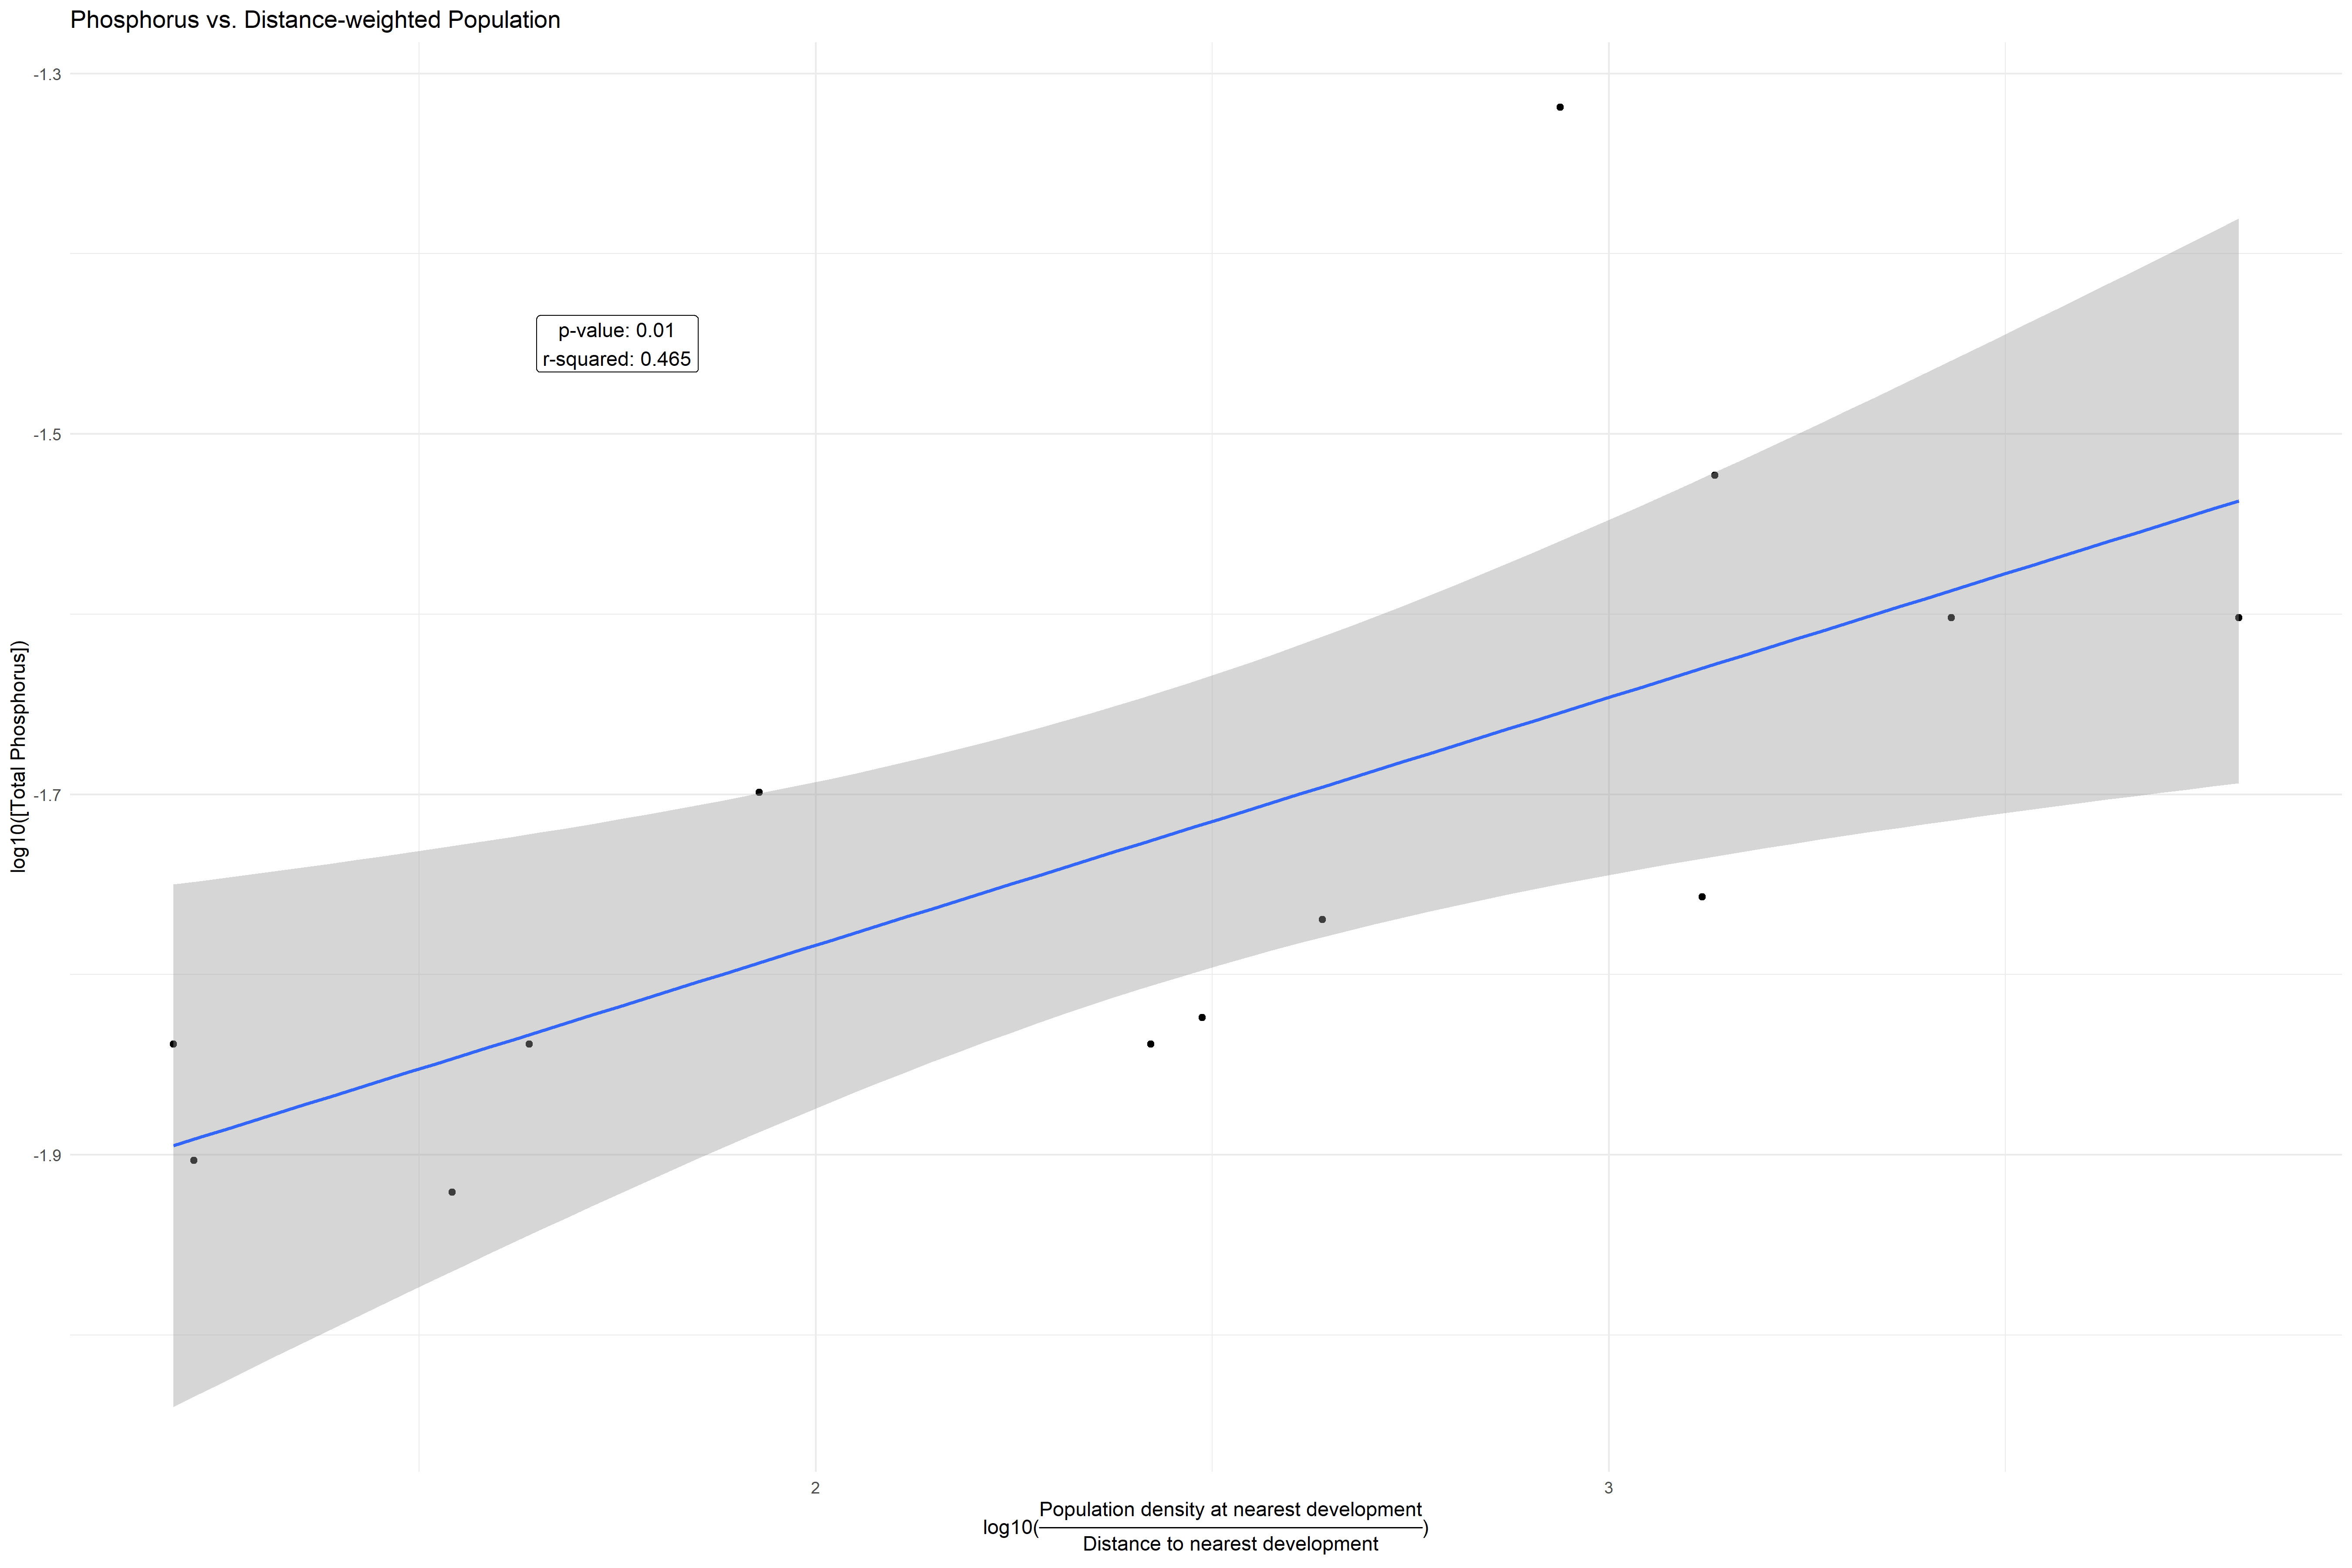 Phosphorus vs. Distance-weighted Population
-1.3
p-value: 0.01
r-squared: 0.465
-1.5
log10([Total Phosphorus])
-1.7
-1.9
2
3
Population density at nearest development
log10( )
Distance to nearest development